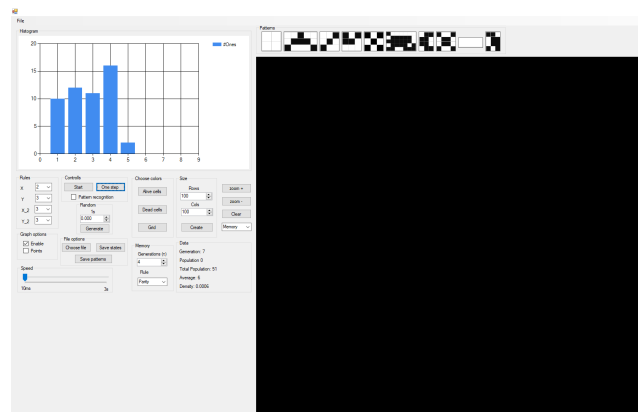 File
Histogram
20
15
10
5
0
0 1 2 3 4 5 6 7 8 9
#Ones
Patterns
Rules
X 2
Y 3
X_2 3
Y_2 3
Graph options
Enable
Points
Speed
10ms 3s
Controlls
Start One step
Pattern recognition
Random
1s
0.000
Generate
File options
Choose file Save states
Save patterns
Choose colors
Alive cells
Dead cells
Grid
Memory
Generations (τ)
4
Rule
Parity
Size
Rows
100
Cols
100
Create
zoom +
zoom -
Clear
Memory
Data
Generation: 7
Population 0
Total Population: 51
Average: 6
Density: 0.0006